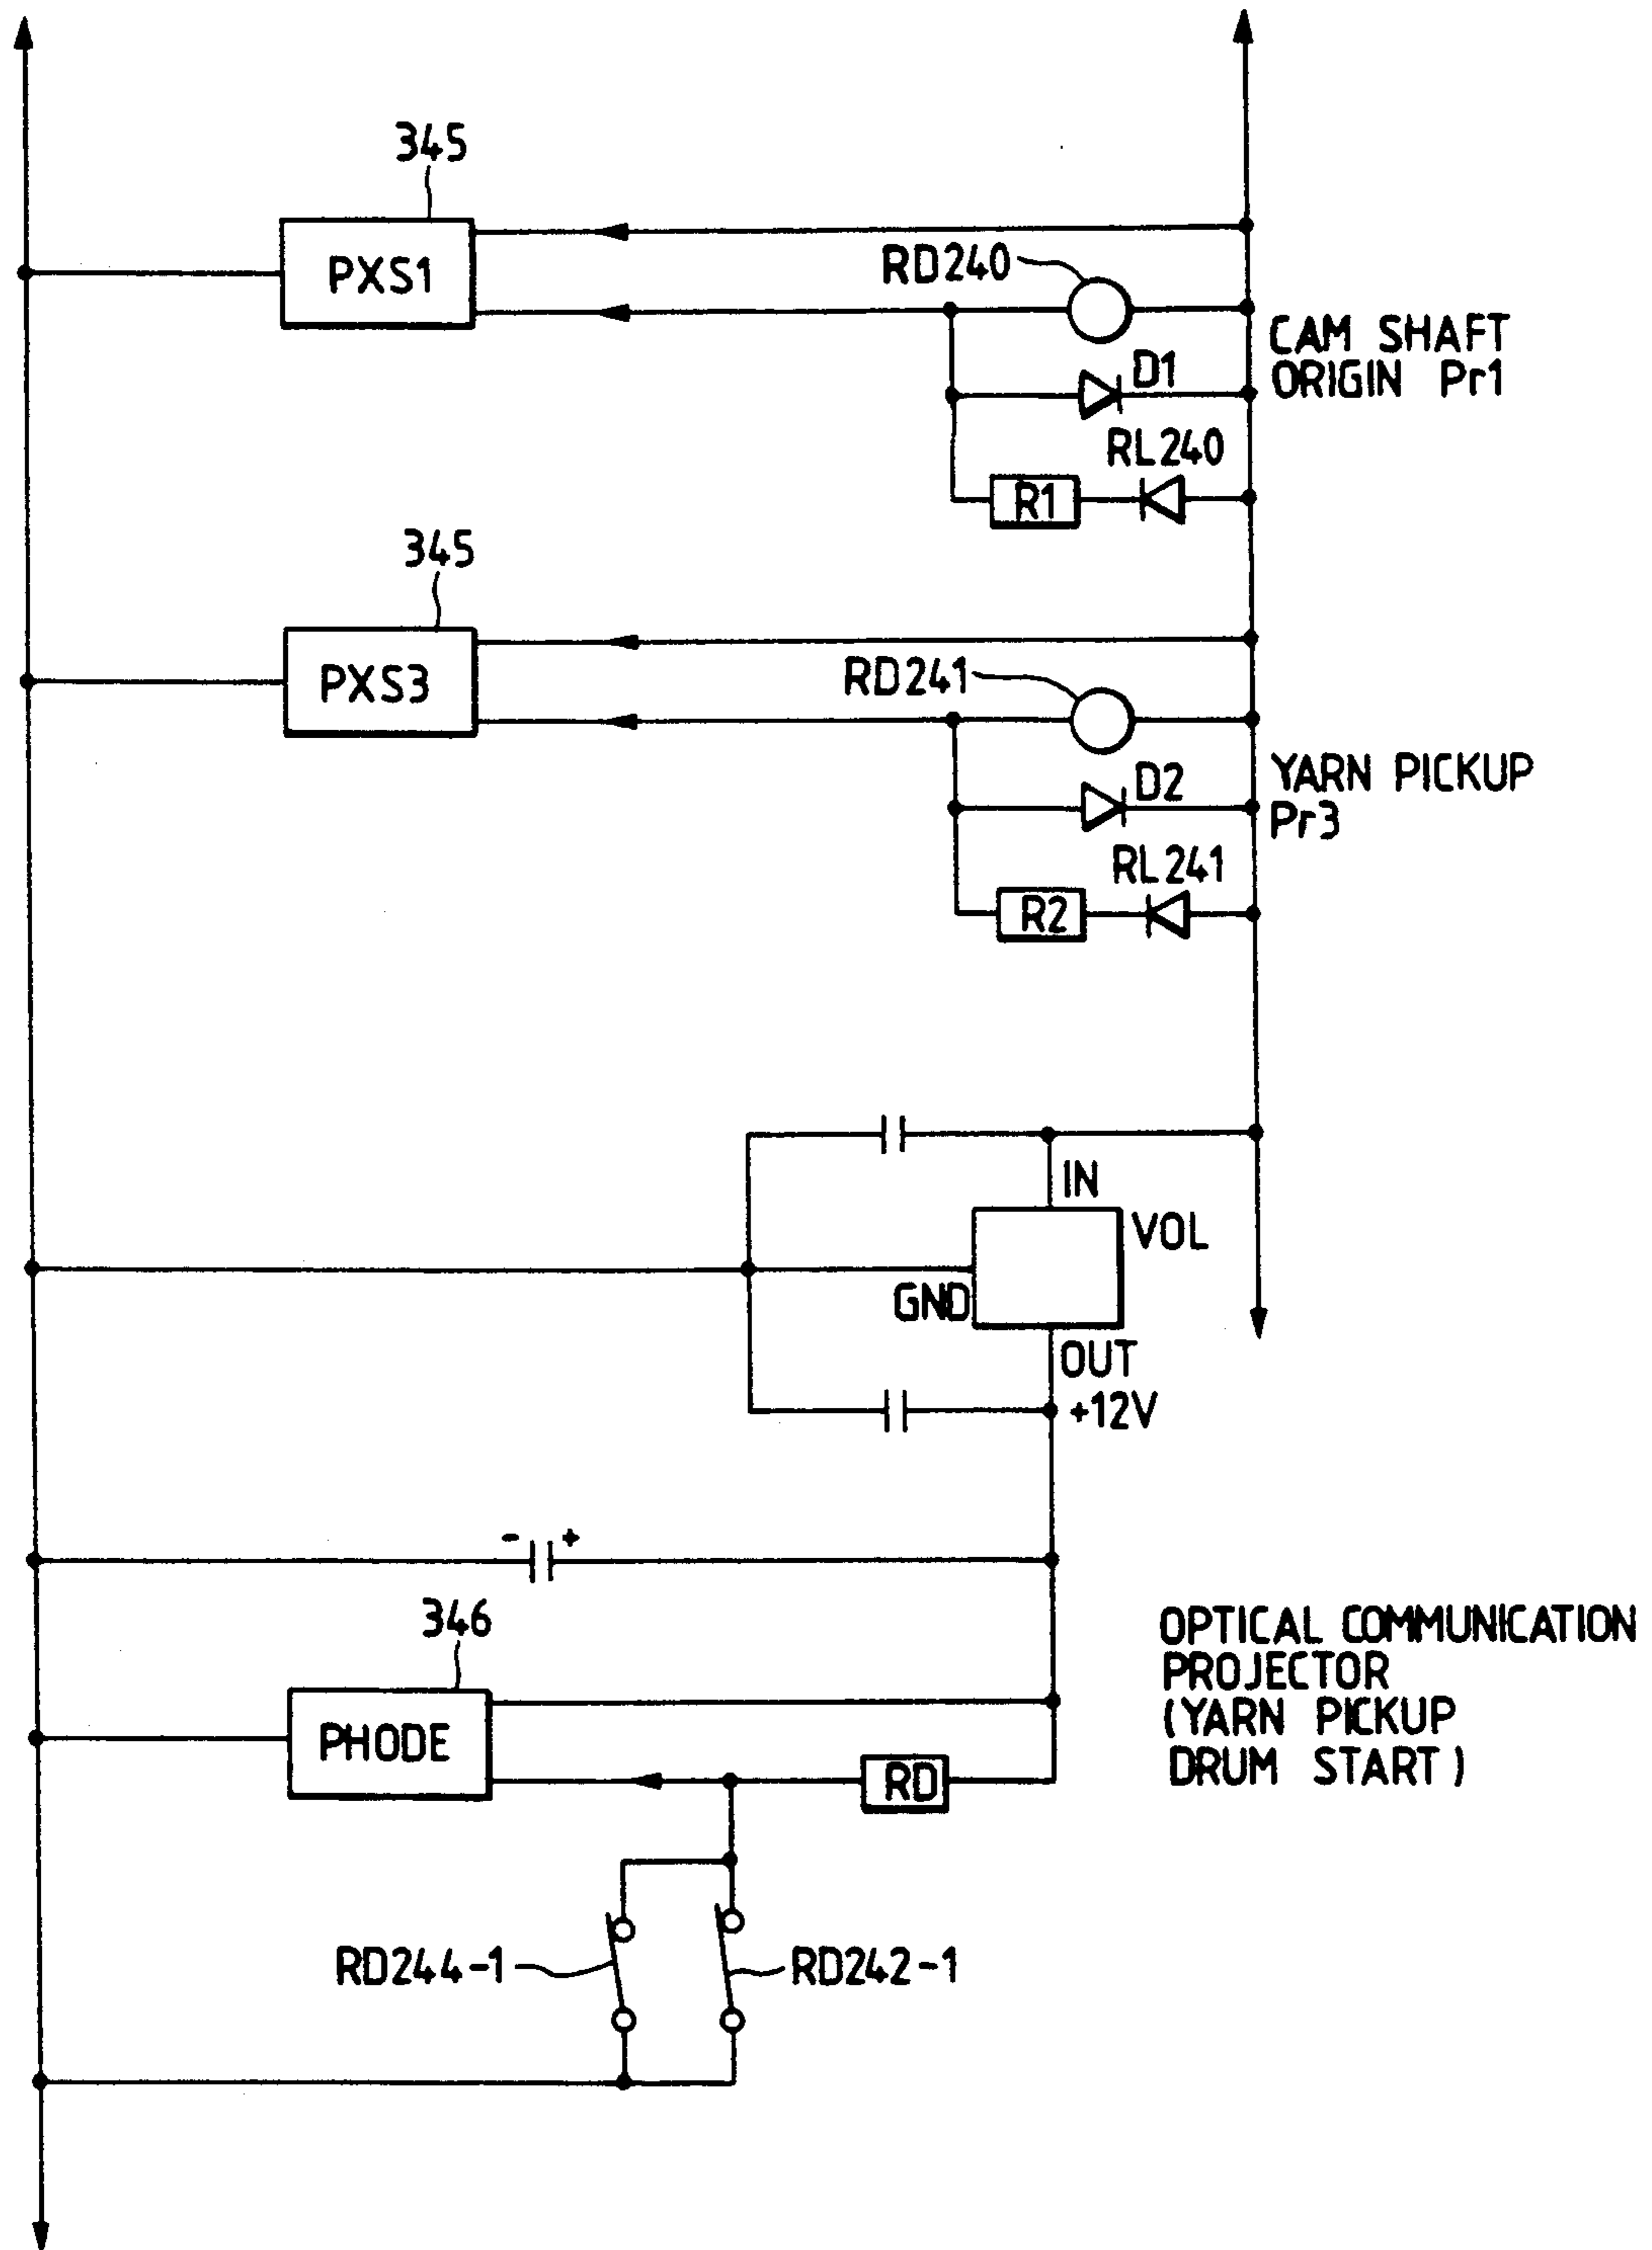 345
PXS1
RD240
CAM SHAFT
ORIGIN Pr1
D1
RL240
R1
345
PXS3
RD241
YARN PICKUP
Pr3
D2
RL241
R2
IN
VOL
GND
OUT
+12V
- +
346
PHODE
OPTICAL COMMUNICATION
PROJECTOR
(YARN PICKUP
DRUM START)
RD
RD244-1
RD242-1